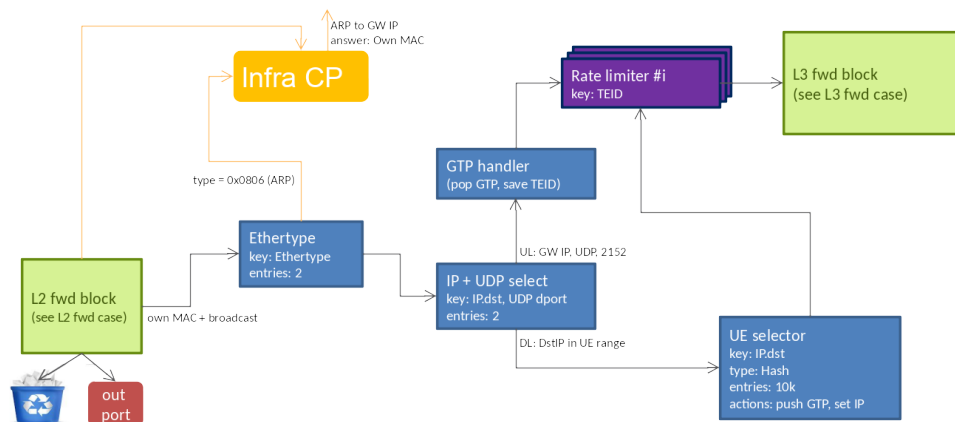 ARP to GW IP
answer: Own MAC
Infra CP
Rate limiter #i
key: TEID
L3 fwd block
(see L3 fwd case)
GTP handler
(pop GTP, save TEID)
type = 0x0806 (ARP)
Ethertype
key: Ethertype
entries: 2
UL: GW IP, UDP, 2152
IP + UDP select
key: IP.dst, UDP dport
entries: 2
L2 fwd block
(see L2 fwd case)
own MAC + broadcast
DL: DstIP in UE range
UE selector
key: IP.dst
type: Hash
entries: 10k
actions: push GTP, set IP
out
port